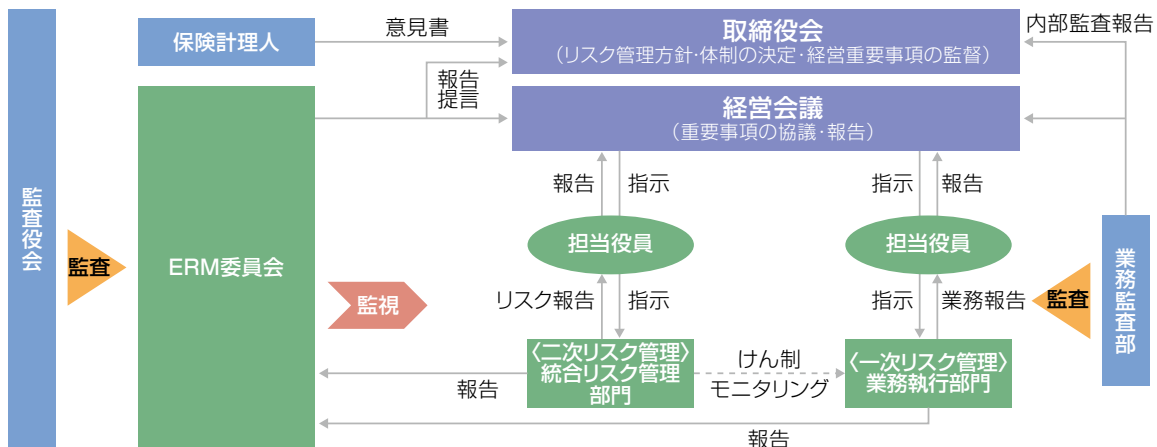 監査役会
監査
保険計理人
意見書
取締役会
(リスク管理方針・体制の決定・経営重要事項の監督)
内部監査報告
報告
提言
経営会議
(重要事項の協議・報告)
ERM委員会
監視
報告
指示
指示
報告
担当役員
担当役員
リスク報告
指示
指示
業務報告
監査
業務監査部
〈二次リスク管理〉
統合リスク管理
部門
けん制
モニタリング
〈一次リスク管理〉
業務執行部門
報告
報告